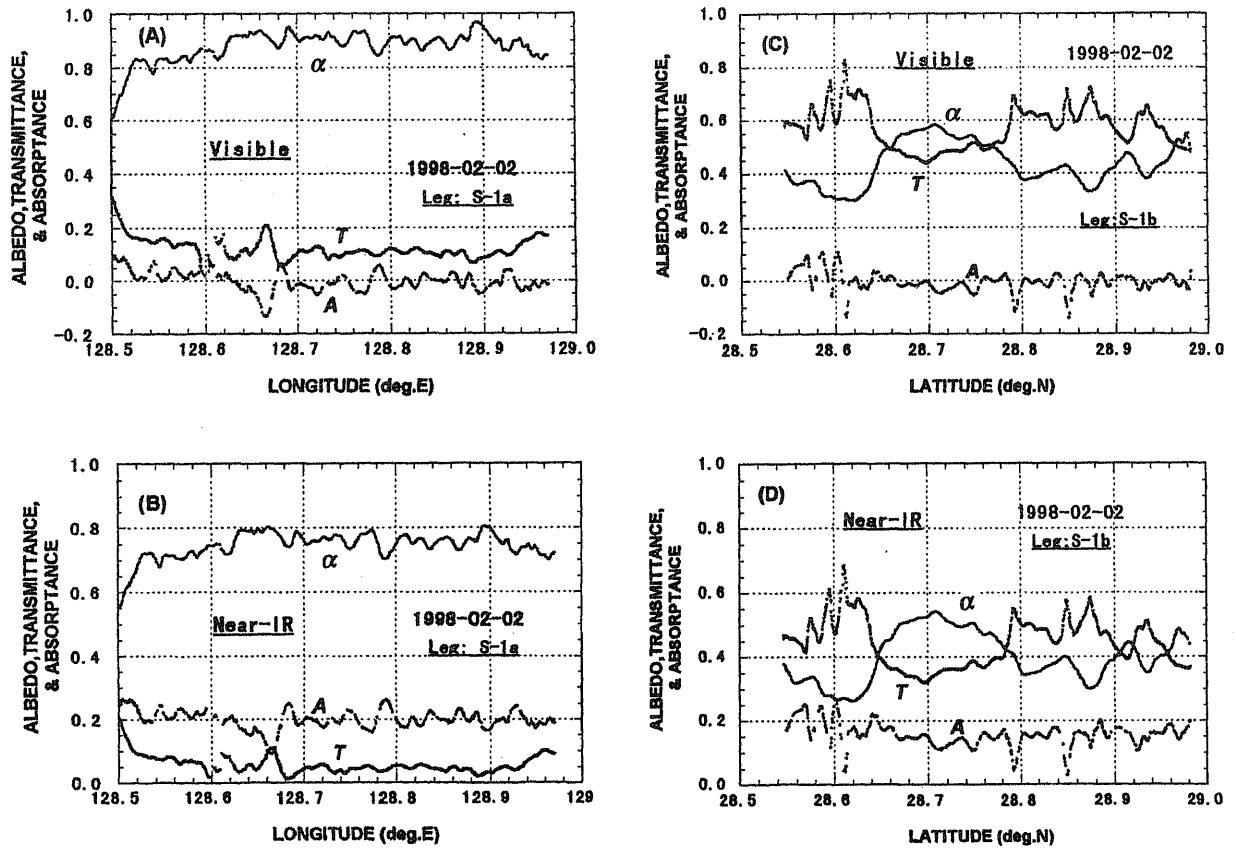 ALBEDO,TRANSMITTANCE,
& ABSORPTANCE
1.0
0.8
0.6
0.4
0.2
0.0
-0.2
(A)
α
Visible
1998-02-02
Leg: S-1a
T
A
128.5
128.6
128.7
128.8
128.9
129.0
LONGITUDE (deg.E)
ALBEDO,TRANSMITTANCE,
& ABSORPTANCE
1.0
0.8
0.6
0.4
0.2
0.0
-0.2
(C)
Visible
1998-02-02
α
T
Leg:S-1b
A
28.5
28.6
28.7
28.8
28.9
29.0
LATITUDE (deg.N)
ALBEDO,TRANSMITTANCE,
& ABSORPTANCE
1.0
0.8
0.6
0.4
0.2
0.0
(B)
α
Near-IR
1998-02-02
Leg: S-1a
A
T
128.5
128.6
128.7
128.8
128.9
129
LONGITUDE (deg.E)
ALBEDO,TRANSMITTANCE,
& ABSORPTANCE
1.0
0.8
0.6
0.4
0.2
0.0
(D)
Near-IR
1998-02-02
Leg:S-1b
α
T
A
28.5
28.6
28.7
28.8
28.9
29.0
LATITUDE (deg.N)